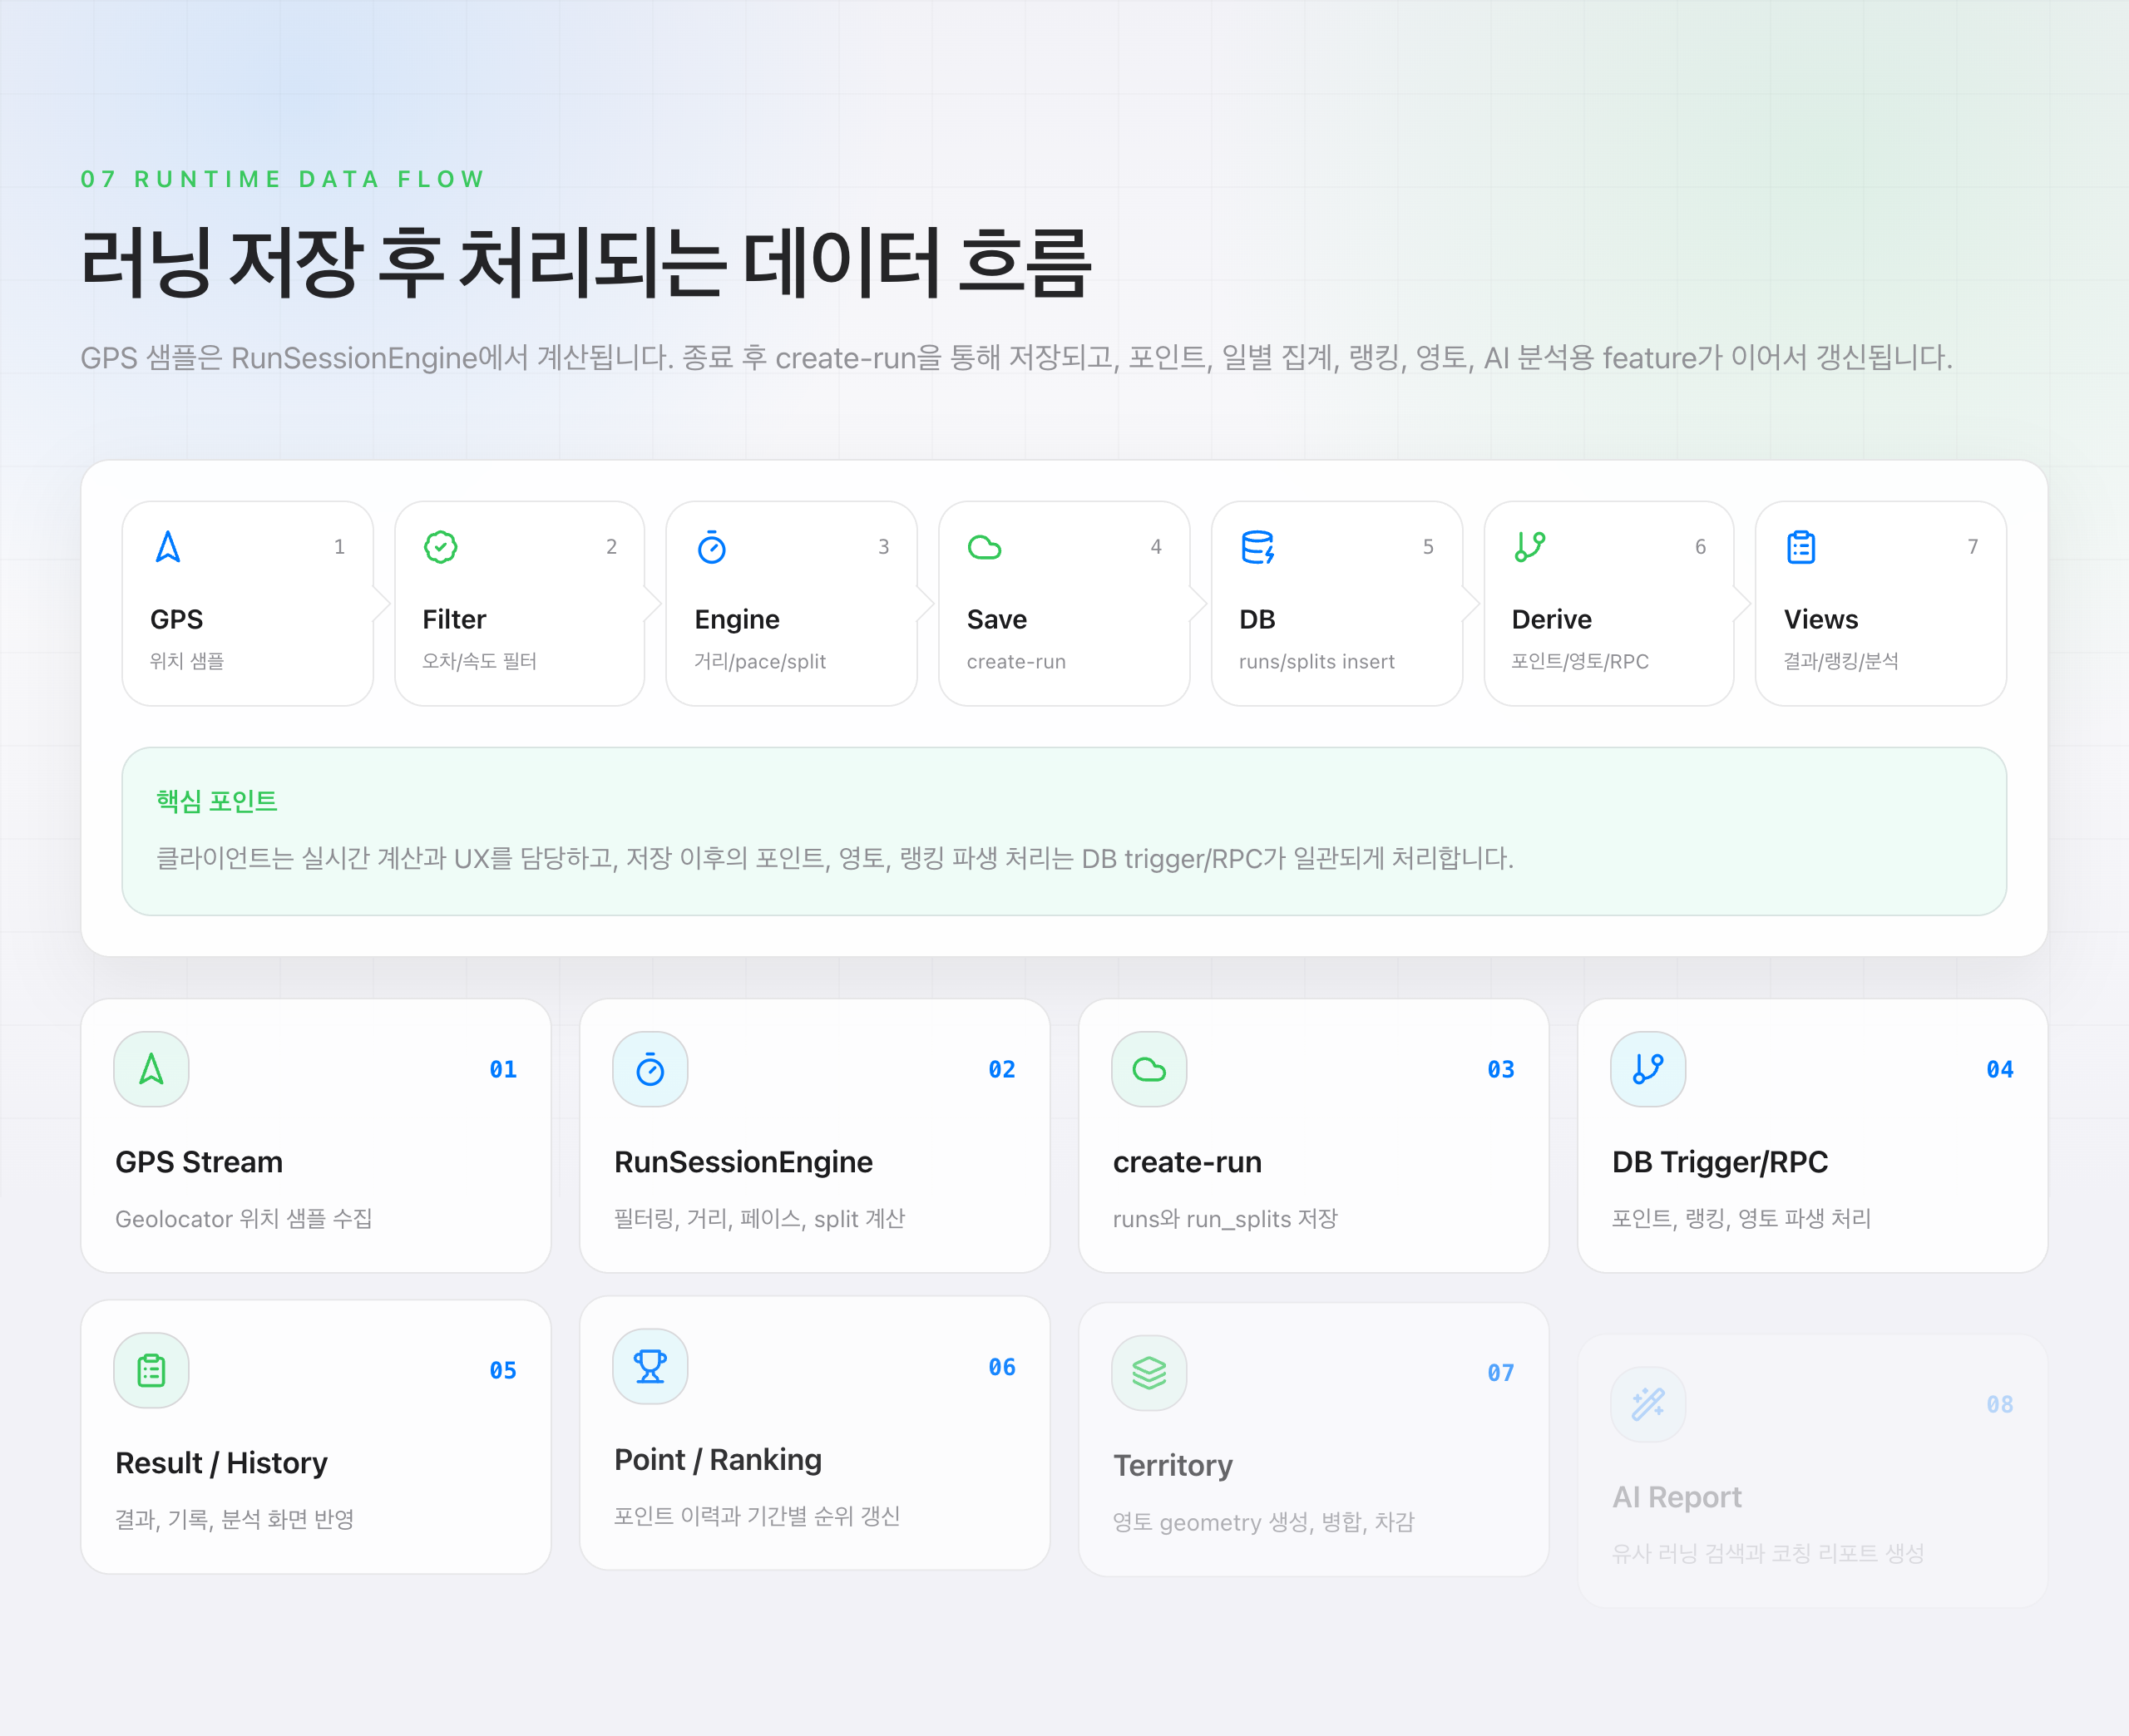 07 RUNTIME DATA FLOW
러닝 저장 후 처리되는 데이터 흐름
GPS 샘플은 RunSessionEngine에서 계산됩니다. 종료 후 create-run을 통해 저장되고, 포인트, 일별 집계, 랭킹, 영토, AI 분석용 feature가 이어서 갱신됩니다.
1
GPS
위치 샘플
2
Filter
오차/속도 필터
3
Engine
거리/pace/split
4
Save
create-run
5
DB
runs/splits insert
6
Derive
포인트/영토/RPC
7
Views
결과/랭킹/분석
핵심 포인트
클라이언트는 실시간 계산과 UX를 담당하고, 저장 이후의 포인트, 영토, 랭킹 파생 처리는 DB trigger/RPC가 일관되게 처리합니다.
01
GPS Stream
Geolocator 위치 샘플 수집
02
RunSessionEngine
필터링, 거리, 페이스, split 계산
03
create-run
runs와 run_splits 저장
04
DB Trigger/RPC
포인트, 랭킹, 영토 파생 처리
05
Result / History
결과, 기록, 분석 화면 반영
06
Point / Ranking
포인트 이력과 기간별 순위 갱신
07
Territory
영토 geometry 생성, 병합, 차감
08
AI Report
유사 러닝 검색과 코칭 리포트 생성